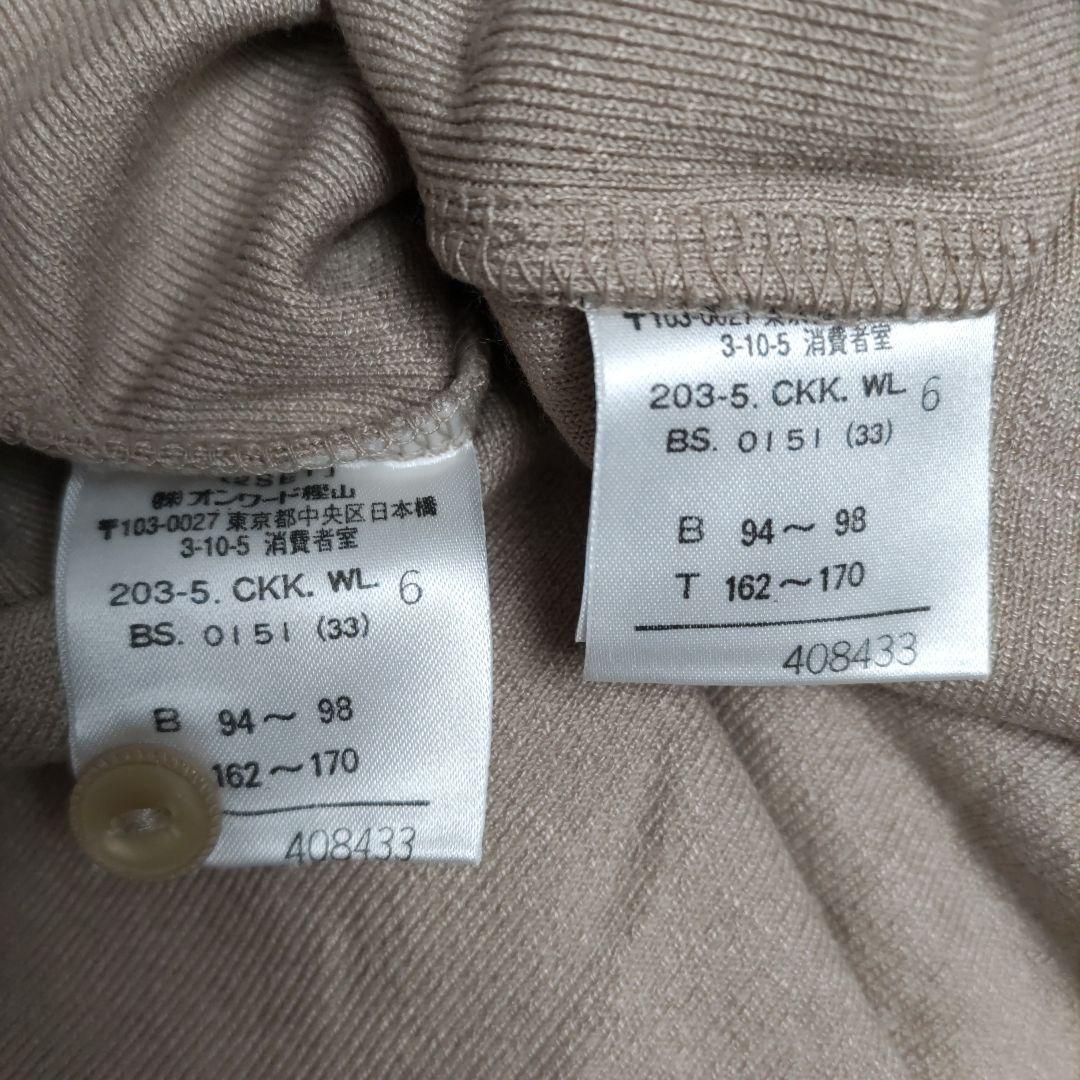 (2SET)
㈱オンワード樫山
〒103-0027 東京都中央区日本橋
3-10-5 消費者室
203-5. CKK. WL. 6
BS. 0151 (33)
B 94〜 98
162〜170
408433
〒103-0027
3-10-5 消費者室
203-5. CKK. WL. 6
BS. 0151 (33)
B 94〜 98
T 162〜170
408433